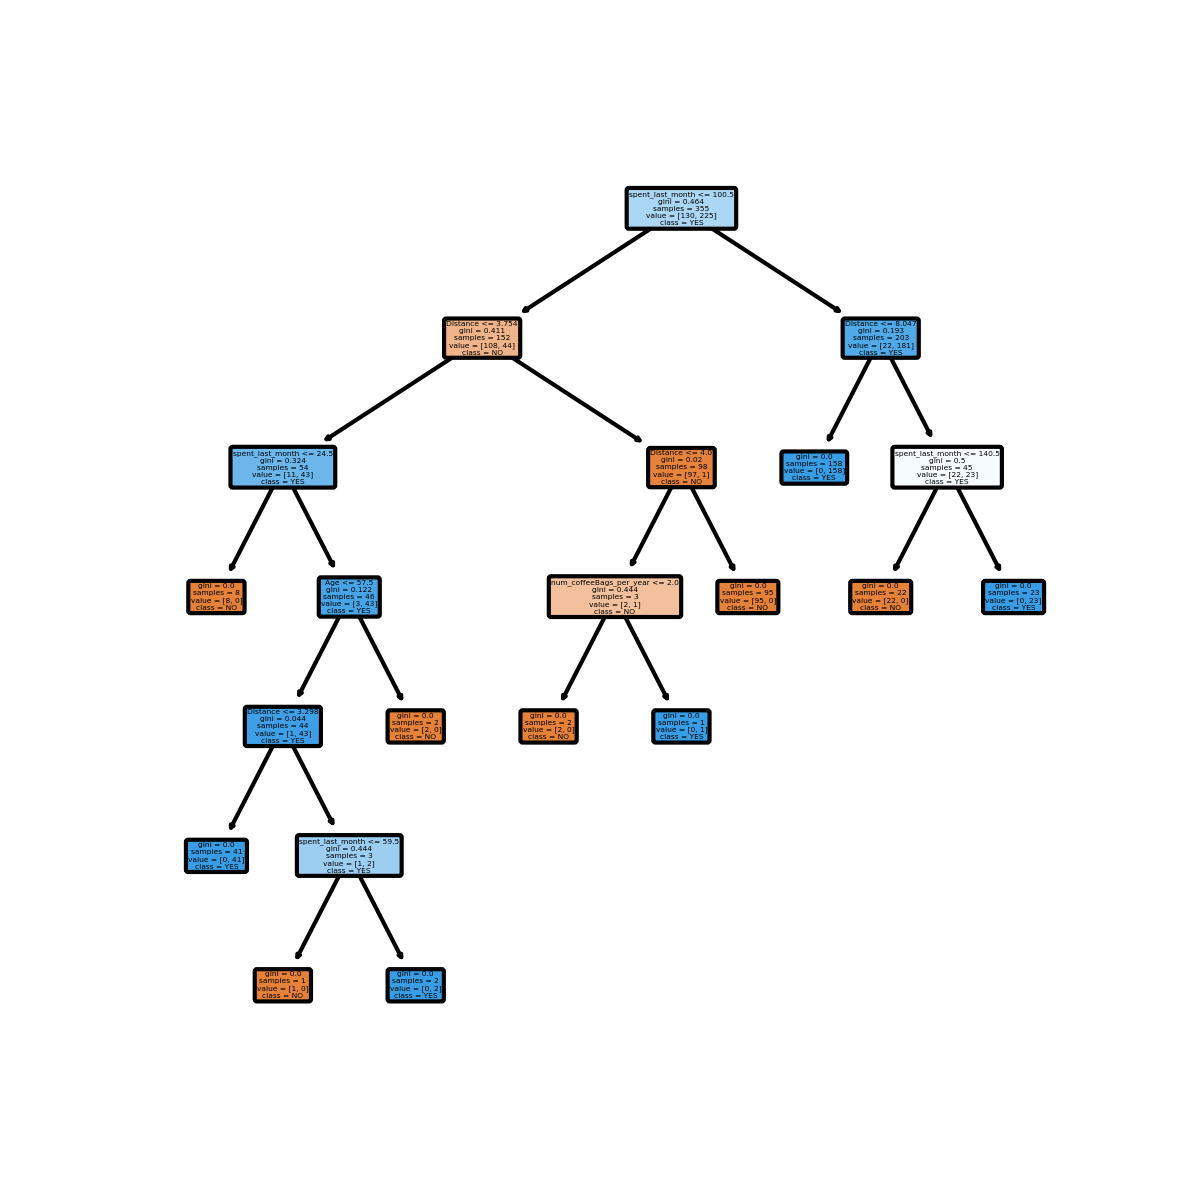 spent_last_month <= 100.5
gini = 0.464
samples = 355
value = [130, 225]
class = YES
Distance <= 3.754
gini = 0.411
samples = 152
value = [108, 44]
class = NO
Distance <= 8.047
gini = 0.193
samples = 203
value = [22, 181]
class = YES
spent_last_month <= 24.5
gini = 0.324
samples = 54
value = [11, 43]
class = YES
Distance <= 4.0
gini = 0.02
samples = 98
value = [97, 1]
class = NO
gini = 0.0
samples = 158
value = [0, 158]
class = YES
spent_last_month <= 140.5
gini = 0.5
samples = 45
value = [22, 23]
class = YES
gini = 0.0
samples = 8
value = [8, 0]
class = NO
Age <= 57.5
gini = 0.122
samples = 46
value = [3, 43]
class = YES
num_coffeeBags_per_year <= 2.0
gini = 0.444
samples = 3
value = [2, 1]
class = NO
gini = 0.0
samples = 95
value = [95, 0]
class = NO
gini = 0.0
samples = 22
value = [22, 0]
class = NO
gini = 0.0
samples = 23
value = [0, 23]
class = YES
Distance <= 3.298
gini = 0.044
samples = 44
value = [1, 43]
class = YES
gini = 0.0
samples = 2
value = [2, 0]
class = NO
gini = 0.0
samples = 2
value = [2, 0]
class = NO
gini = 0.0
samples = 1
value = [0, 1]
class = YES
gini = 0.0
samples = 41
value = [0, 41]
class = YES
spent_last_month <= 59.5
gini = 0.444
samples = 3
value = [1, 2]
class = YES
gini = 0.0
samples = 1
value = [1, 0]
class = NO
gini = 0.0
samples = 2
value = [0, 2]
class = YES